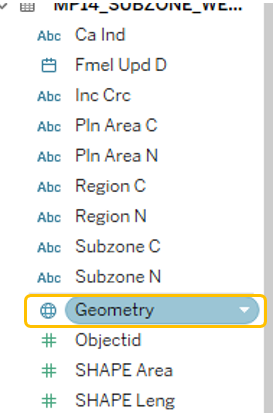 MP14_SUBZONE_WE...
Abc Ca Ind
Fmel Upd D
Abc Inc Crc
Abc Pln Area C
Abc Pln Area N
Abc Region C
Abc Region N
Abc Subzone C
Abc Subzone N
Geometry
# Objectid
# SHAPE Area
# SHAPE Leng